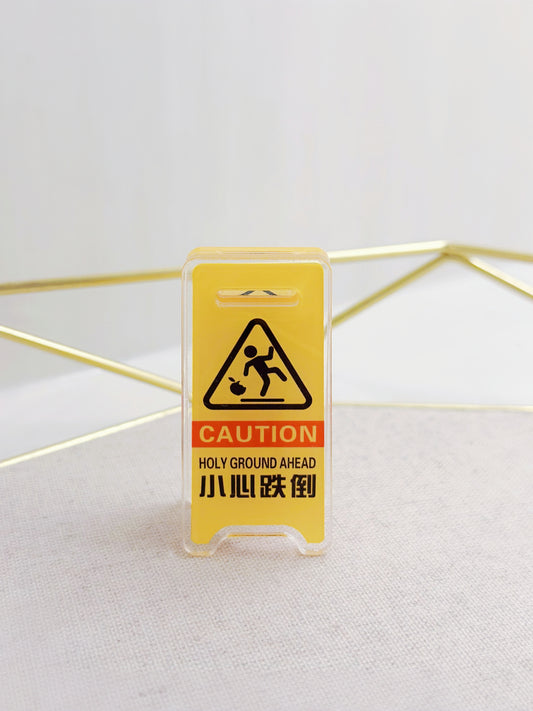 CAUTION
HOLY GROUND AHEAD
小心跌倒